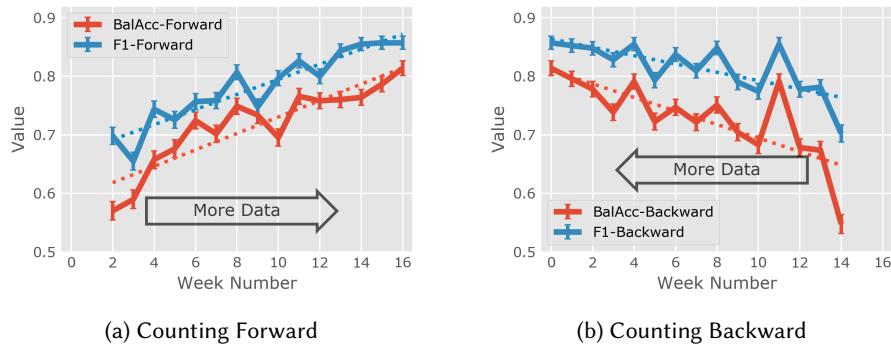 0.9
0.8
0.7
0.6
0.5
Value
BalAcc-Forward
F1-Forward
More Data
0 2 4 6 8 10 12 14 16
Week Number
(a) Counting Forward
0.9
0.8
0.7
0.6
0.5
Value
More Data
BalAcc-Backward
F1-Backward
0 2 4 6 8 10 12 14 16
Week Number
(b) Counting Backward